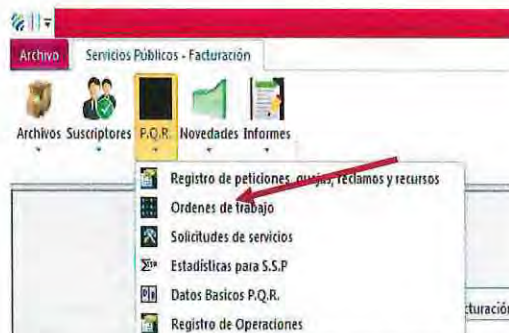 Archivo Servicios Públicos - Facturación
Archivos Suscriptores P.Q.R. Novedades Informes
Registro de peticiones, quejas, reclamos y recursos
Ordenes de trabajo
Solicitudes de servicios
Estadísticas para S.S.P
Datos Basicos P.Q.R.
cturación
Registro de Operaciones